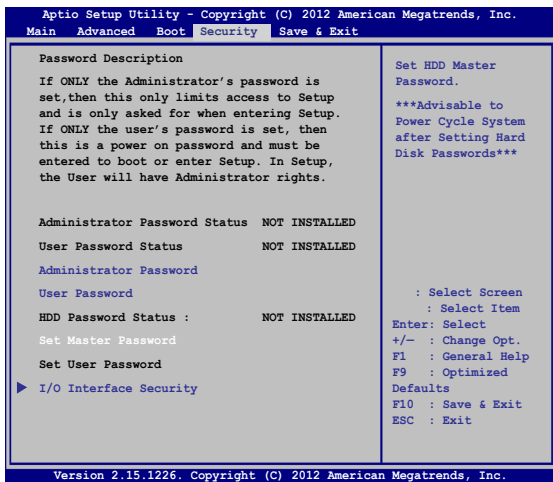 Aptio Setup Utility - Copyright (C) 2012 American Megatrends, Inc.
Main Advanced Boot Security Save & Exit
Password Description
If ONLY the Administrator's password is
set,then this only limits access to Setup
and is only asked for when entering Setup.
If ONLY the user's password is set, then
this is a power on password and must be
entered to boot or enter Setup. In Setup,
the User will have Administrator rights.
Administrator Password Status NOT INSTALLED
User Password Status NOT INSTALLED
Administrator Password
User Password
HDD Password Status : NOT INSTALLED
Set Master Password
Set User Password
I/O Interface Security
Set HDD Master
Password.
***Advisable to
Power Cycle System
after Setting Hard
Disk Passwords***
: Select Screen
: Select Item
Enter: Select
+/— : Change Opt.
F1 : General Help
F9 : Optimized
Defaults
F10 : Save & Exit
ESC : Exit
Version 2.15.1226. Copyright (C) 2012 American Megatrends, Inc.